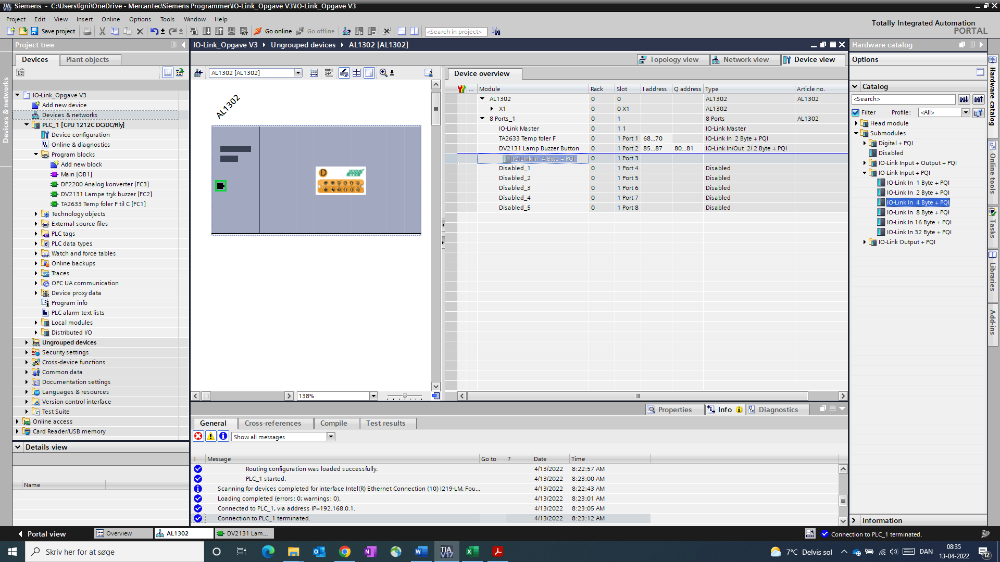 Siemens - C:\Users\Igni\OneDrive - Mercantec\Siemens Programmer\IO-Link_Opgave V3\IO-Link_Opgave V3
Project Edit View Insert Online Options Tools Window Help
Totally Integrated Automation
PORTAL
Save project
Go online
Go offline
<Search in project>
Project tree
Devices
Plant objects
IO-Link_Opgave V3
Add new device
Devices & networks
PLC_1 [CPU 1212C DC/DC/Rly]
Device configuration
Online & diagnostics
Program blocks
Add new block
Main [OB1]
DP2200 Analog konverter [FC3]
DV2131 Lampe tryk buzzer [FC2]
TA2633 Temp foler F til C [FC1]
Technology objects
External source files
PLC tags
PLC data types
Watch and force tables
Online backups
Traces
OPC UA communication
Device proxy data
Program info
PLC alarm text lists
Local modules
Distributed I/O
Ungrouped devices
Security settings
Cross-device functions
Common data
Documentation settings
Languages & resources
Version control interface
Test Suite
Online access
Card Reader/USB memory
Details view
Name
Devices & networks
IO-Link_Opgave V3 Ungrouped devices AL1302 [AL1302]
Topology view
Network view
Device view
AL1302 [AL1302]
AL1302
138%
Device overview
... Module Rack Slot I address Q address Type Article no.
AL1302 0 0 AL1302 AL1302
X1 0 0 X1 AL1302
8 Ports_1 0 1 8 Ports AL1302
IO-Link Master 0 1 1 IO-Link Master
TA2633 Temp foler F 0 1 Port 1 68...70 IO-Link In 2 Byte + PQI
DV2131 Lamp Buzzer Button 0 1 Port 2 85...87 80...81 IO-Link In/Out 2/ 2 Byte + PQI
IO-Link In 4 Byte + PQI 0 1 Port 3
Disabled_1 0 1 Port 4 Disabled
Disabled_2 0 1 Port 5 Disabled
Disabled_3 0 1 Port 6 Disabled
Disabled_4 0 1 Port 7 Disabled
Disabled_5 0 1 Port 8 Disabled
Properties
Info
Diagnostics
General
Cross-references
Compile
Test results
Show all messages
! Message Go to ? Date Time
Routing configuration was loaded successfully. 4/13/2022 8:22:57 AM
PLC_1 started. 4/13/2022 8:23:00 AM
Scanning for devices completed for interface Intel(R) Ethernet Connection (10) I219-LM. Fou... 4/13/2022 8:22:43 AM
Loading completed (errors: 0; warnings: 0). 4/13/2022 8:23:01 AM
Connected to PLC_1, via address IP=192.168.0.1. 4/13/2022 8:23:05 AM
Connection to PLC_1 terminated. 4/13/2022 8:23:12 AM
Hardware catalog
Options
Catalog
<Search>
Filter Profile: <All>
Head module
Submodules
Digital + PQI
Disabled
IO-Link Input + Output + PQI
IO-Link Input + PQI
IO-Link In 1 Byte + PQI
IO-Link In 2 Byte + PQI
IO-Link In 4 Byte + PQI
IO-Link In 8 Byte + PQI
IO-Link In 16 Byte + PQI
IO-Link In 32 Byte + PQI
IO-Link Output + PQI
Information
Hardware catalog
Online tools
Tasks
Libraries
Add-ins
Portal view
Overview
AL1302
DV2131 Lam...
Connection to PLC_1 terminated.
Skriv her for at søge
TIA
V17
7°C Delvis sol
DAN
08:35
13-04-2022
12